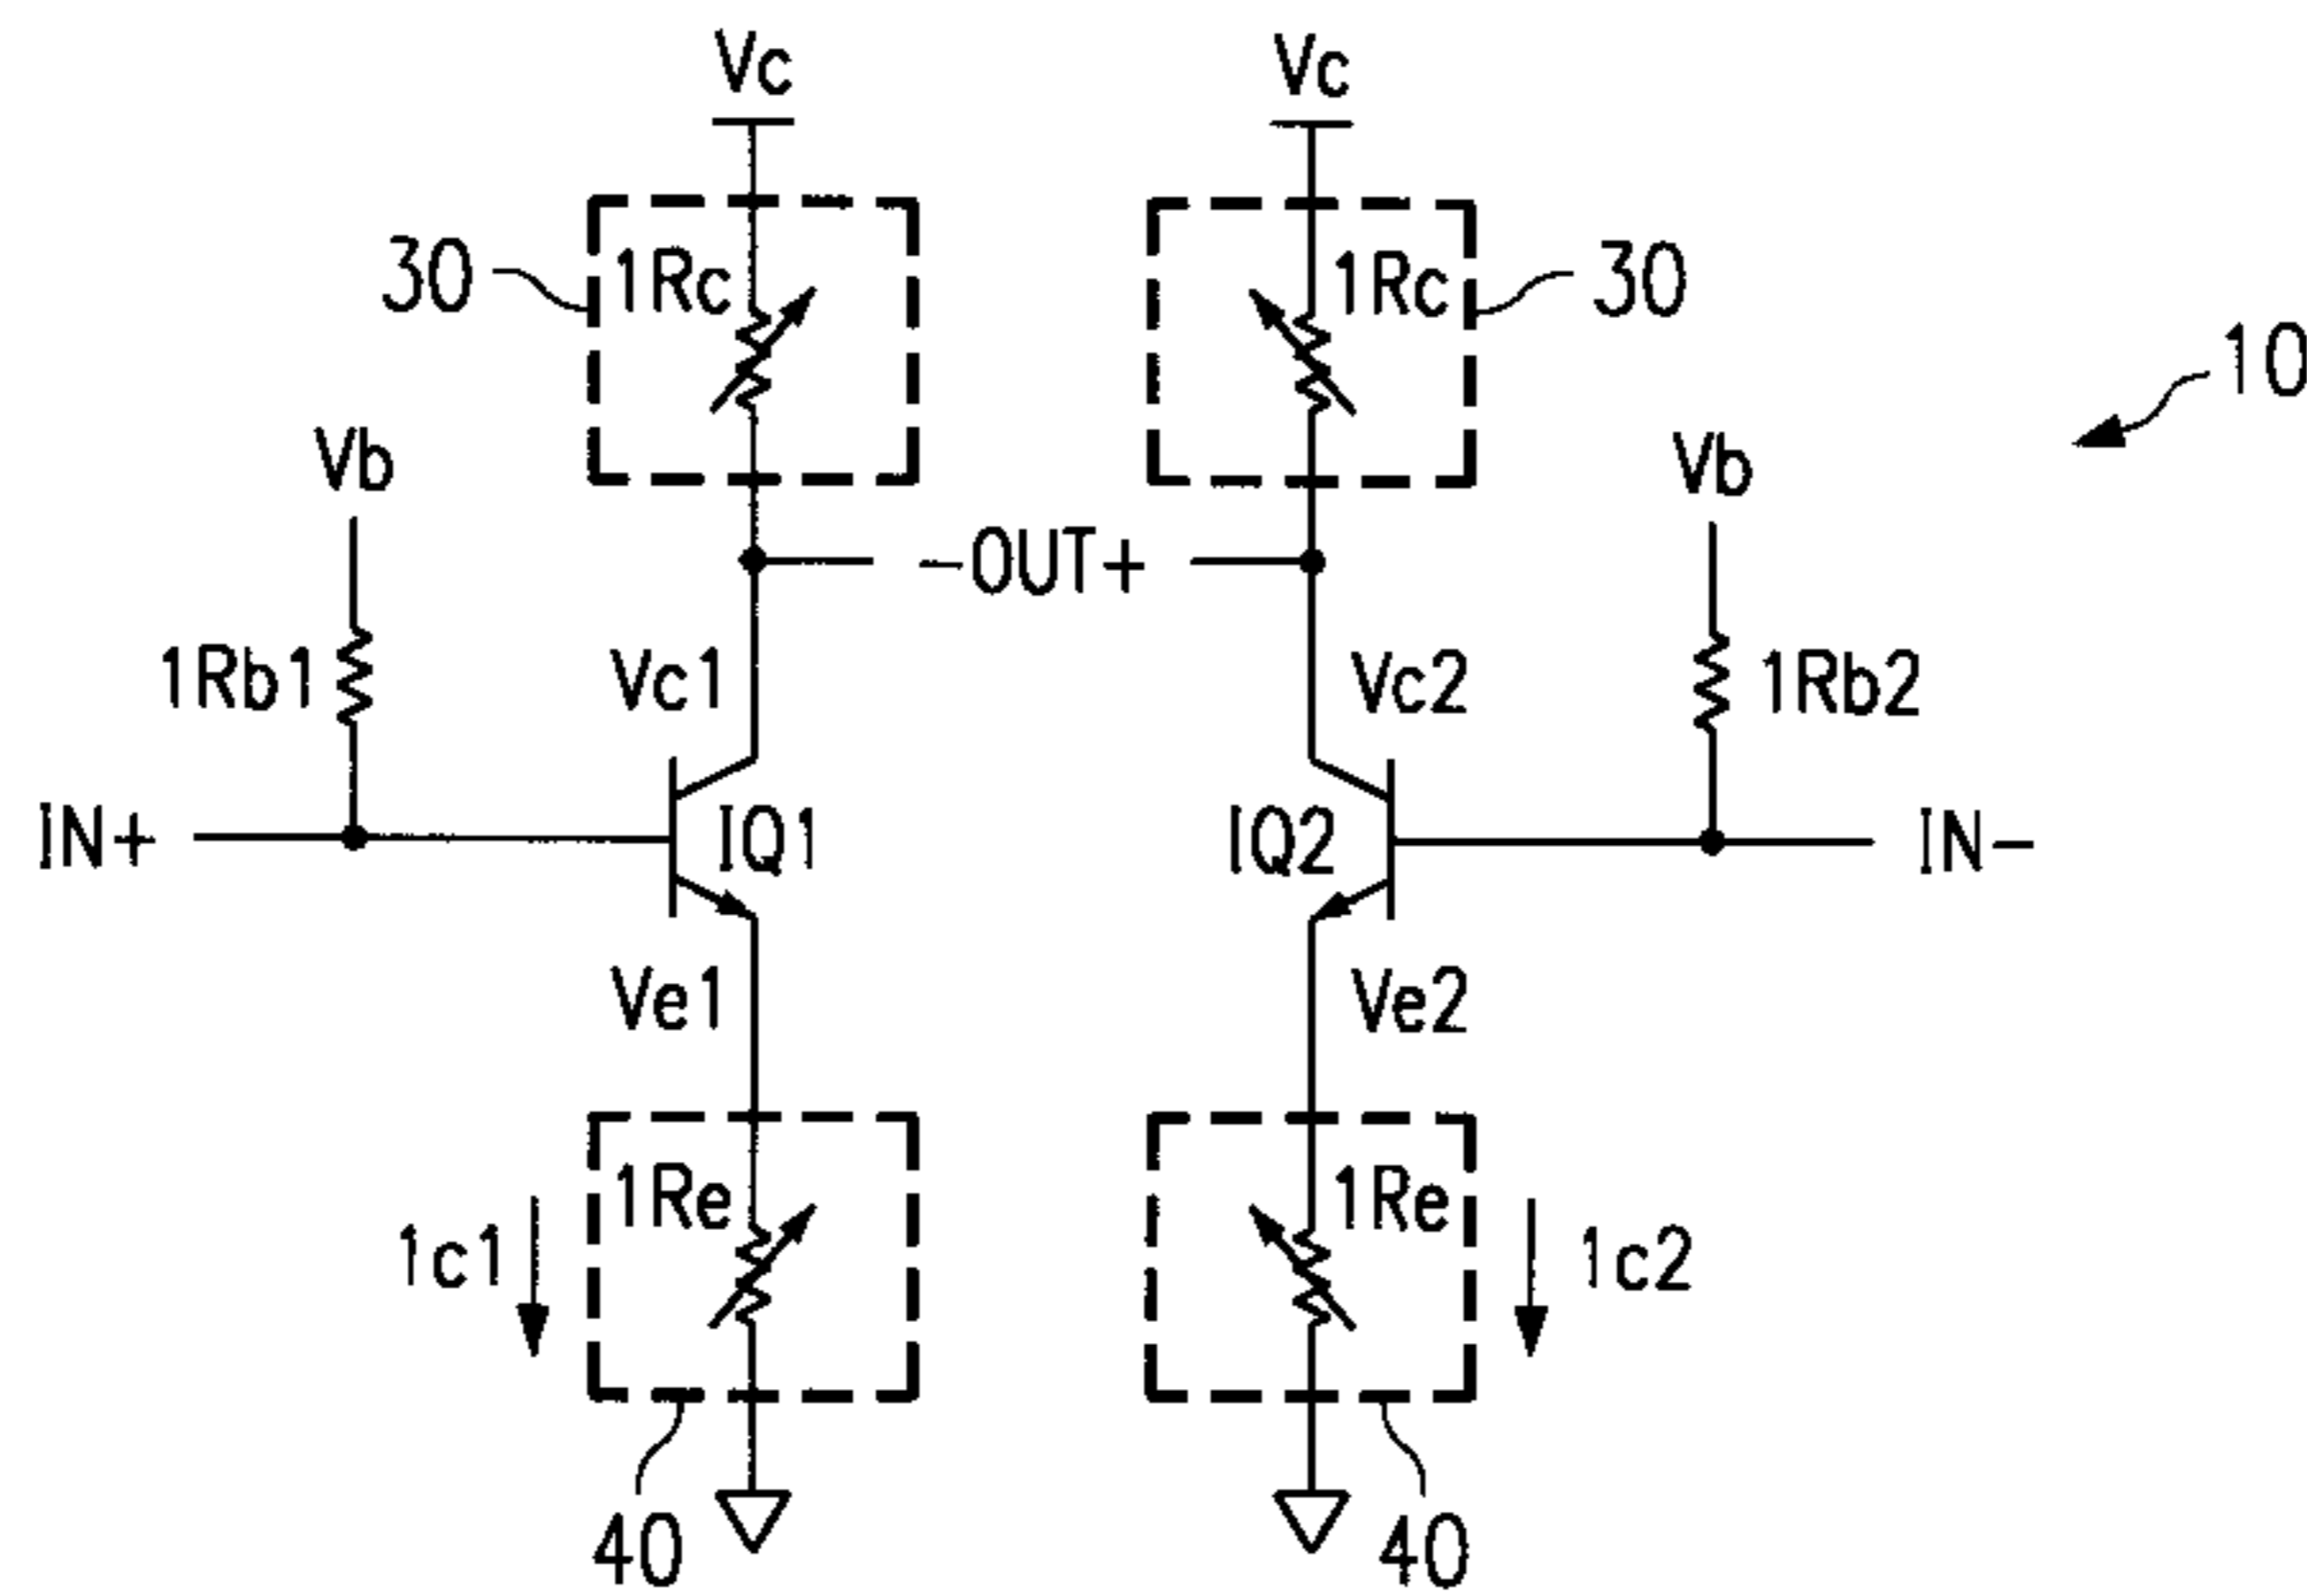 Vc
Vc
30
1Rc
1Rc
30
10
Vb
Vb
-OUT+
1Rb1
Vc1
Vc2
1Rb2
IN+
IQ1
IQ2
IN-
Ve1
Ve2
1Re
1Re
1c1
1c2
40
40